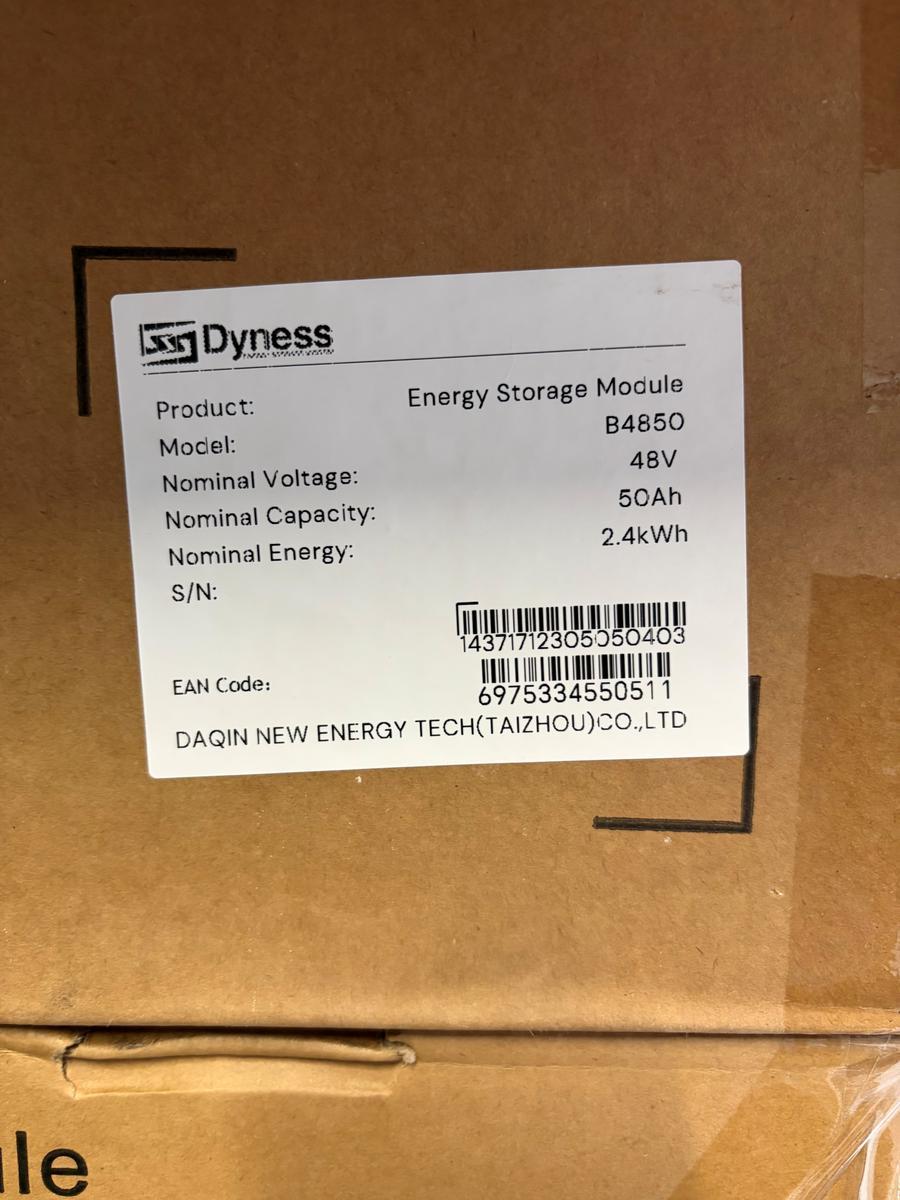 Dyness
Product: Energy Storage Module
Model: B4850
Nominal Voltage: 48V
Nominal Capacity: 50Ah
Nominal Energy: 2.4kWh
S/N:
14371712305050403
EAN Code:
6975334550511
DAQIN NEW ENERGY TECH(TAIZHOU)CO.,LTD
le